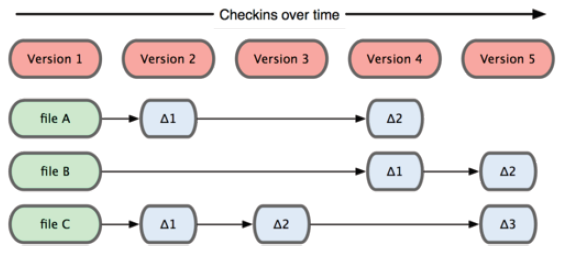 Checkins over time
Version 1 Version 2 Version 3 Version 4 Version 5
file A Δ1 Δ2
file B Δ1 Δ2
file C Δ1 Δ2 Δ3